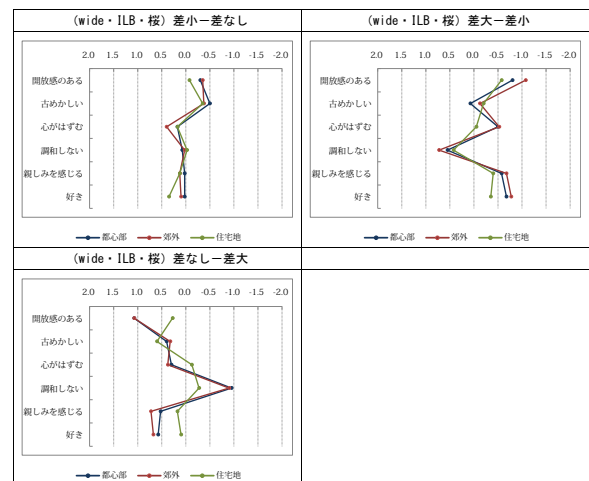 (wide・ILB・桜) 差小－差なし
2.0 1.5 1.0 0.5 0.0 -0.5 -1.0 -1.5 -2.0
開放感のある
古めかしい
心がはずむ
調和しない
親しみを感じる
好き
都心部 郊外 住宅地
(wide・ILB・桜) 差大－差小
2.0 1.5 1.0 0.5 0.0 -0.5 -1.0 -1.5 -2.0
開放感のある
古めかしい
心がはずむ
調和しない
親しみを感じる
好き
都心部 郊外 住宅地
(wide・ILB・桜) 差なし－差大
2.0 1.5 1.0 0.5 0.0 -0.5 -1.0 -1.5 -2.0
開放感のある
古めかしい
心がはずむ
調和しない
親しみを感じる
好き
都心部 郊外 住宅地